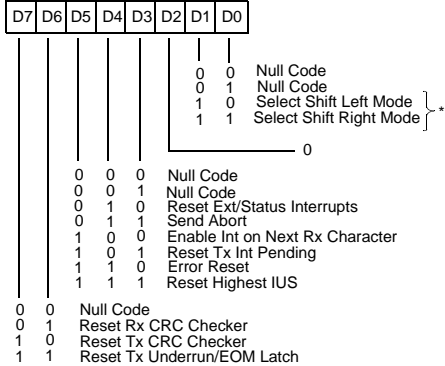 D7 D6 D5 D4 D3 D2 D1 D0
0 0 Null Code
0 1 Null Code
1 0 Select Shift Left Mode
1 1 Select Shift Right Mode
*
0
0 0 0 Null Code
0 0 1 Null Code
0 1 0 Reset Ext/Status Interrupts
0 1 1 Send Abort
1 0 0 Enable Int on Next Rx Character
1 0 1 Reset Tx Int Pending
1 1 0 Error Reset
1 1 1 Reset Highest IUS
0 0 Null Code
0 1 Reset Rx CRC Checker
1 0 Reset Tx CRC Checker
1 1 Reset Tx Underrun/EOM Latch